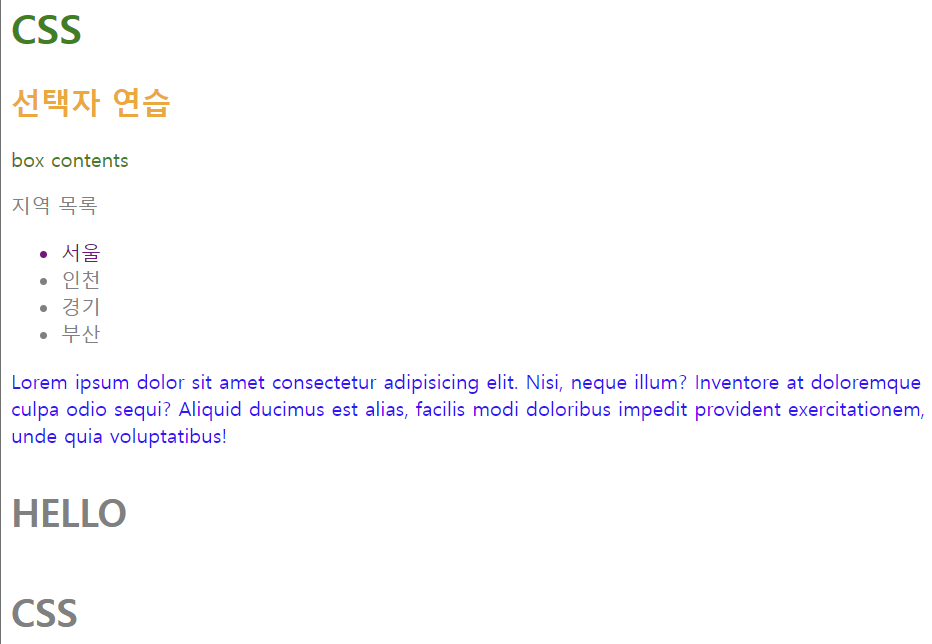 CSS
선택자 연습
box contents
지역 목록
서울
인천
경기
부산
Lorem ipsum dolor sit amet consectetur adipisicing elit. Nisi, neque illum? Inventore at doloremque
culpa odio sequi? Aliquid ducimus est alias, facilis modi doloribus impedit provident exercitationem,
unde quia voluptatibus!
HELLO
CSS